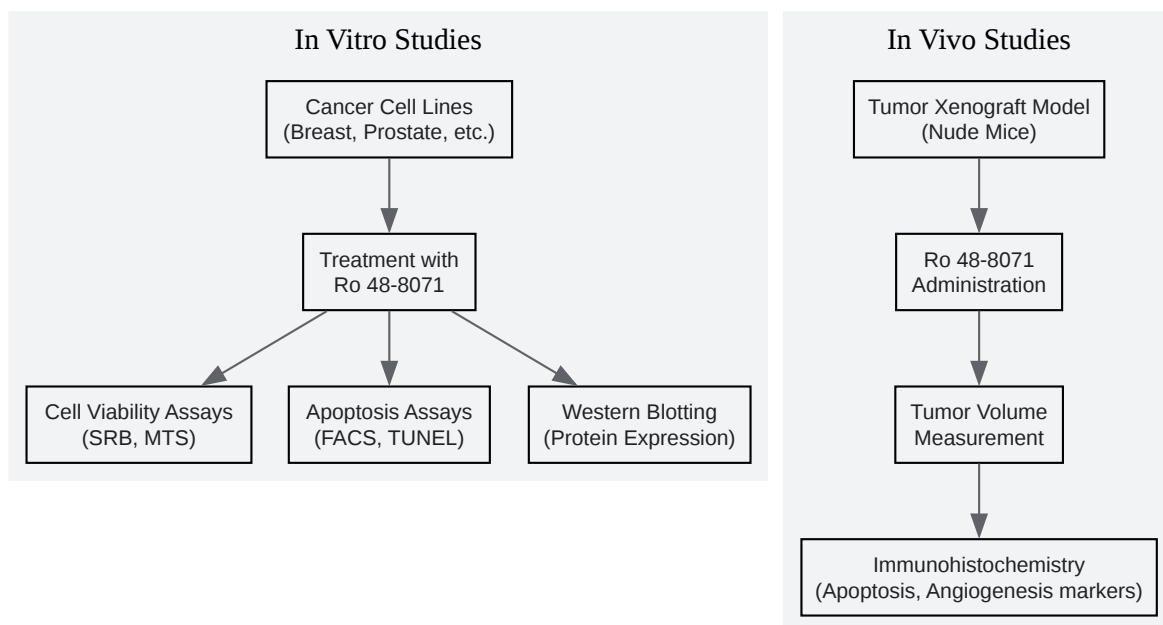 In Vitro Studies
Cancer Cell Lines
(Breast, Prostate, etc.)
Treatment with
Ro 48-8071
Cell Viability Assays
(SRB, MTS)
Apoptosis Assays
(FACS, TUNEL)
Western Blotting
(Protein Expression)
In Vivo Studies
Tumor Xenograft Model
(Nude Mice)
Ro 48-8071
Administration
Tumor Volume
Measurement
Immunohistochemistry
(Apoptosis, Angiogenesis markers)